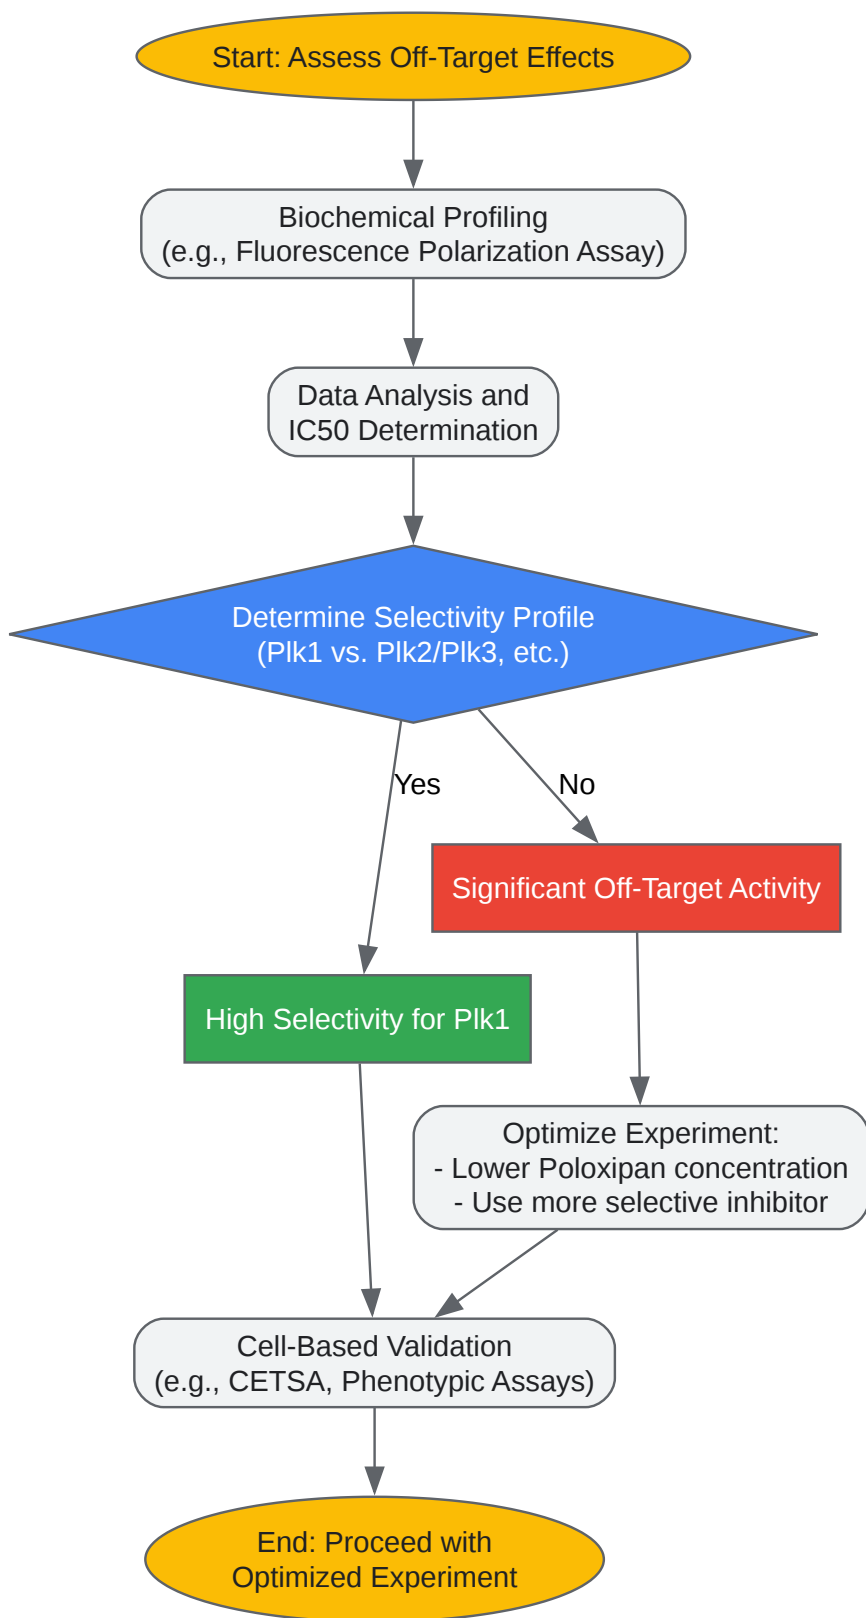 Start: Assess Off-Target Effects
Biochemical Profiling
(e.g., Fluorescence Polarization Assay)
Data Analysis and
IC50 Determination
Determine Selectivity Profile
(Plk1 vs. Plk2/Plk3, etc.)
Yes
No
Significant Off-Target Activity
High Selectivity for Plk1
Optimize Experiment:
- Lower Poloxipan concentration
- Use more selective inhibitor
Cell-Based Validation
(e.g., CETSA, Phenotypic Assays)
End: Proceed with
Optimized Experiment